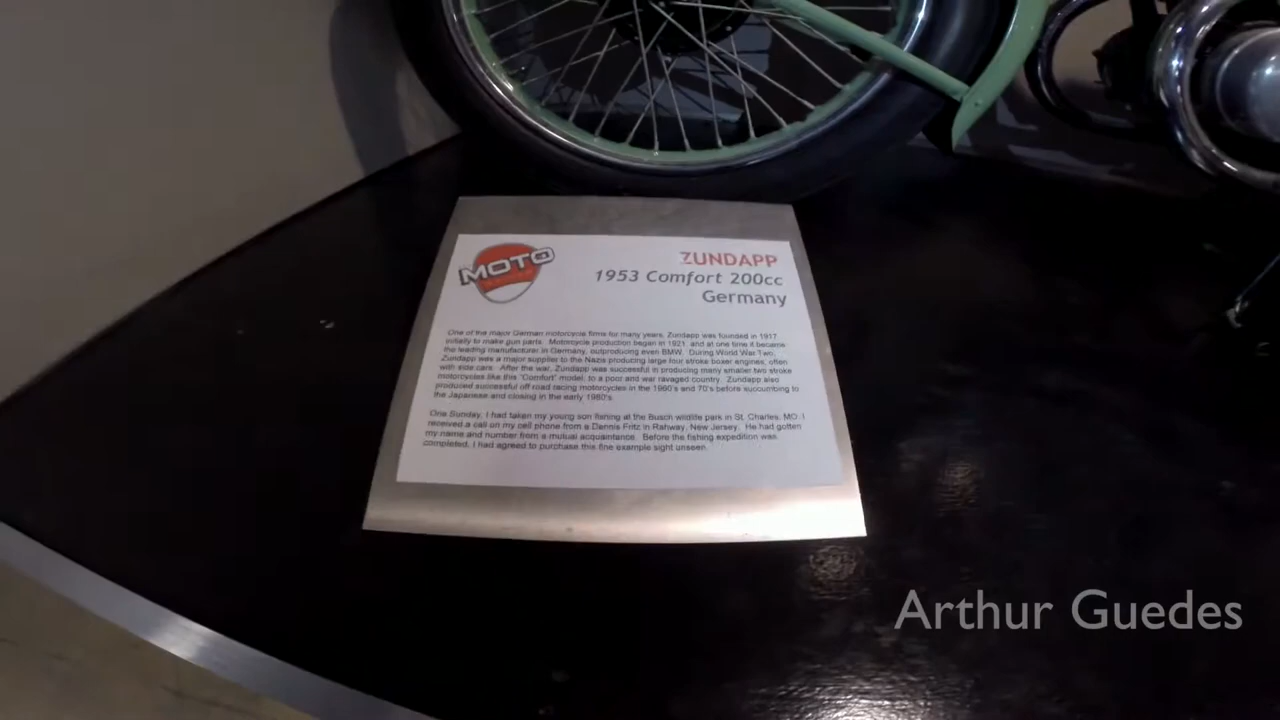 MOTO
ZUNDAPP
1953 Comfort 200cc
Germany
One of the major German motorcycle firms for many years, Zundapp was founded in 1917
initially to make gun parts. Motorcycle production began in 1921, and at one time it became
the leading manufacturer in Germany, outproducing even BMW. During World War Two,
Zundapp was a major supplier to the Nazis producing large four stroke boxer engines, often
with side cars. After the war, Zundapp was successful in producing many smaller two stroke
motorcycles like this "Comfort" model, to a poor and war ravaged country. Zundapp also
produced successful off road racing motorcycles in the 1960's and 70's before succumbing to
the Japanese and closing in the early 1980's.
One Sunday, I had taken my young son fishing at the Busch wildlife park in St. Charles, MO. I
received a call on my cell phone from a Dennis Fritz in Rahway, New Jersey. He had gotten
my name and number from a mutual acquaintance. Before the fishing expedition was
completed, I had agreed to purchase this fine example sight unseen.
Arthur Guedes